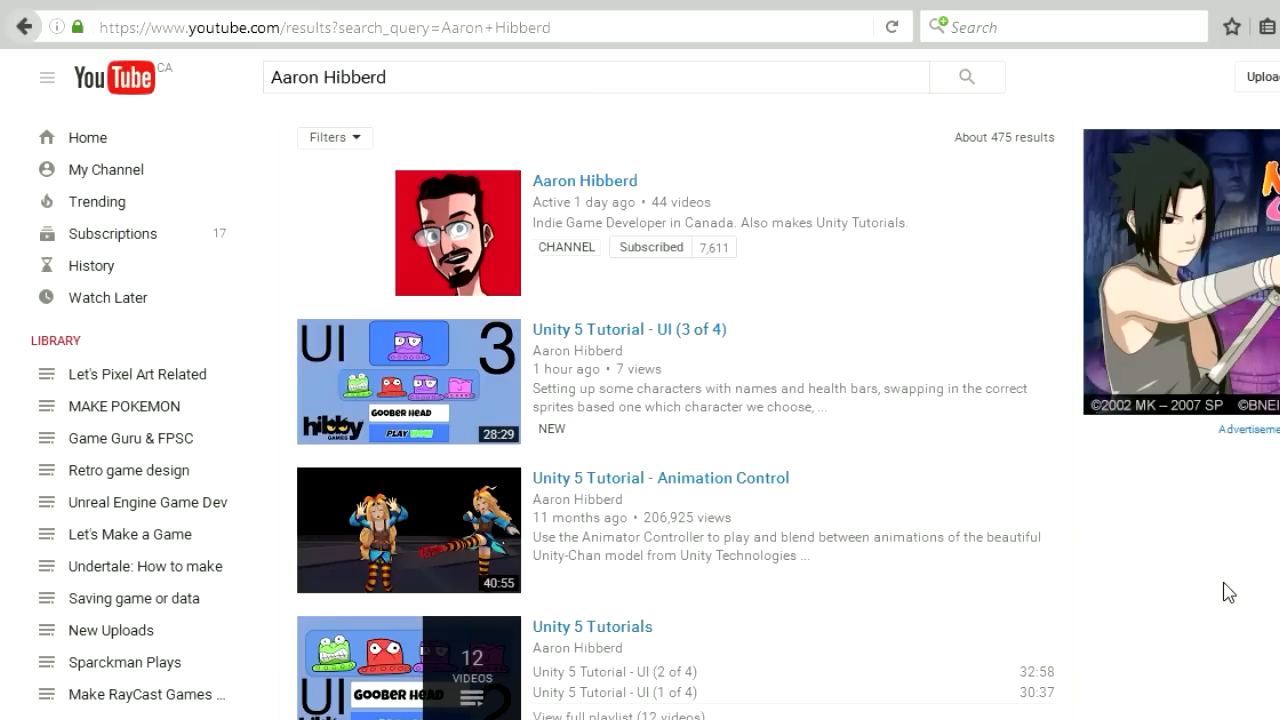 https://www.youtube.com/results?search_query=Aaron+Hibberd
Search
YouTube CA
Aaron Hibberd
Home
My Channel
Trending
Subscriptions 17
History
Watch Later
LIBRARY
Let's Pixel Art Related
MAKE POKEMON
Game Guru & FPSC
Retro game design
Unreal Engine Game Dev
Let's Make a Game
Undertale: How to make
Saving game or data
New Uploads
Sparckman Plays
Make RayCast Games ...
Filters
About 475 results
Aaron Hibberd
Active 1 day ago • 44 videos
Indie Game Developer in Canada. Also makes Unity Tutorials.
CHANNEL Subscribed 7,611
UI 3
GOOBER HEAD
hibby GAMES
PLAY NOW
28:29
Unity 5 Tutorial - UI (3 of 4)
Aaron Hibberd
1 hour ago • 7 views
Setting up some characters with names and health bars, swapping in the correct
sprites based one which character we choose, ...
NEW
40:55
Unity 5 Tutorial - Animation Control
Aaron Hibberd
11 months ago • 206,925 views
Use the Animator Controller to play and blend between animations of the beautiful
Unity-Chan model from Unity Technologies ...
12
VIDEOS
UI
GOOBER HEAD
2
Unity 5 Tutorials
Aaron Hibberd
Unity 5 Tutorial - UI (2 of 4) 32:58
Unity 5 Tutorial - UI (1 of 4) 30:37
View full playlist (12 videos)
©2002 MK – 2007 SP ©BNEI